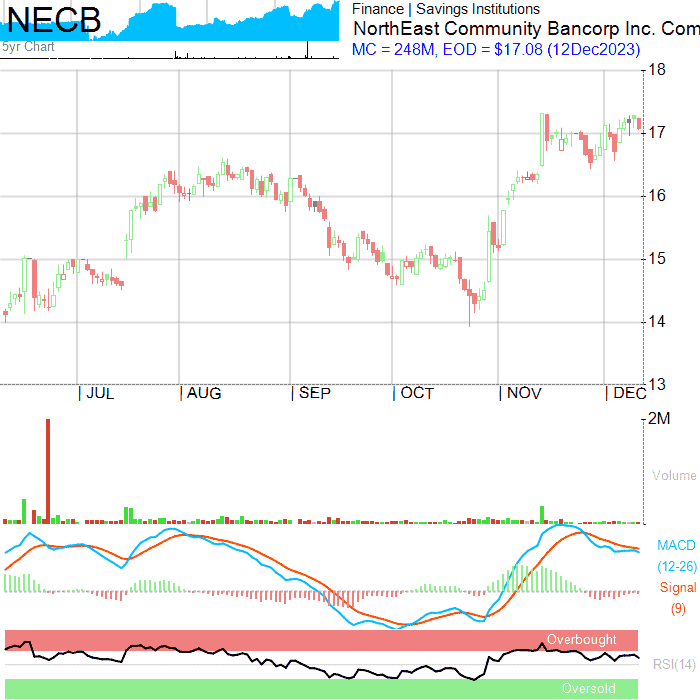 NECB
5yr Chart
Finance | Savings Institutions
NorthEast Community Bancorp Inc. Com
MC = 248M, EOD = $17.08 (12Dec2023)
18
17
16
15
14
13
| JUL | AUG | SEP | OCT | NOV | DEC
2M
Volume
MACD
(12-26)
Signal
(9)
Overbought
RSI(14)
Oversold